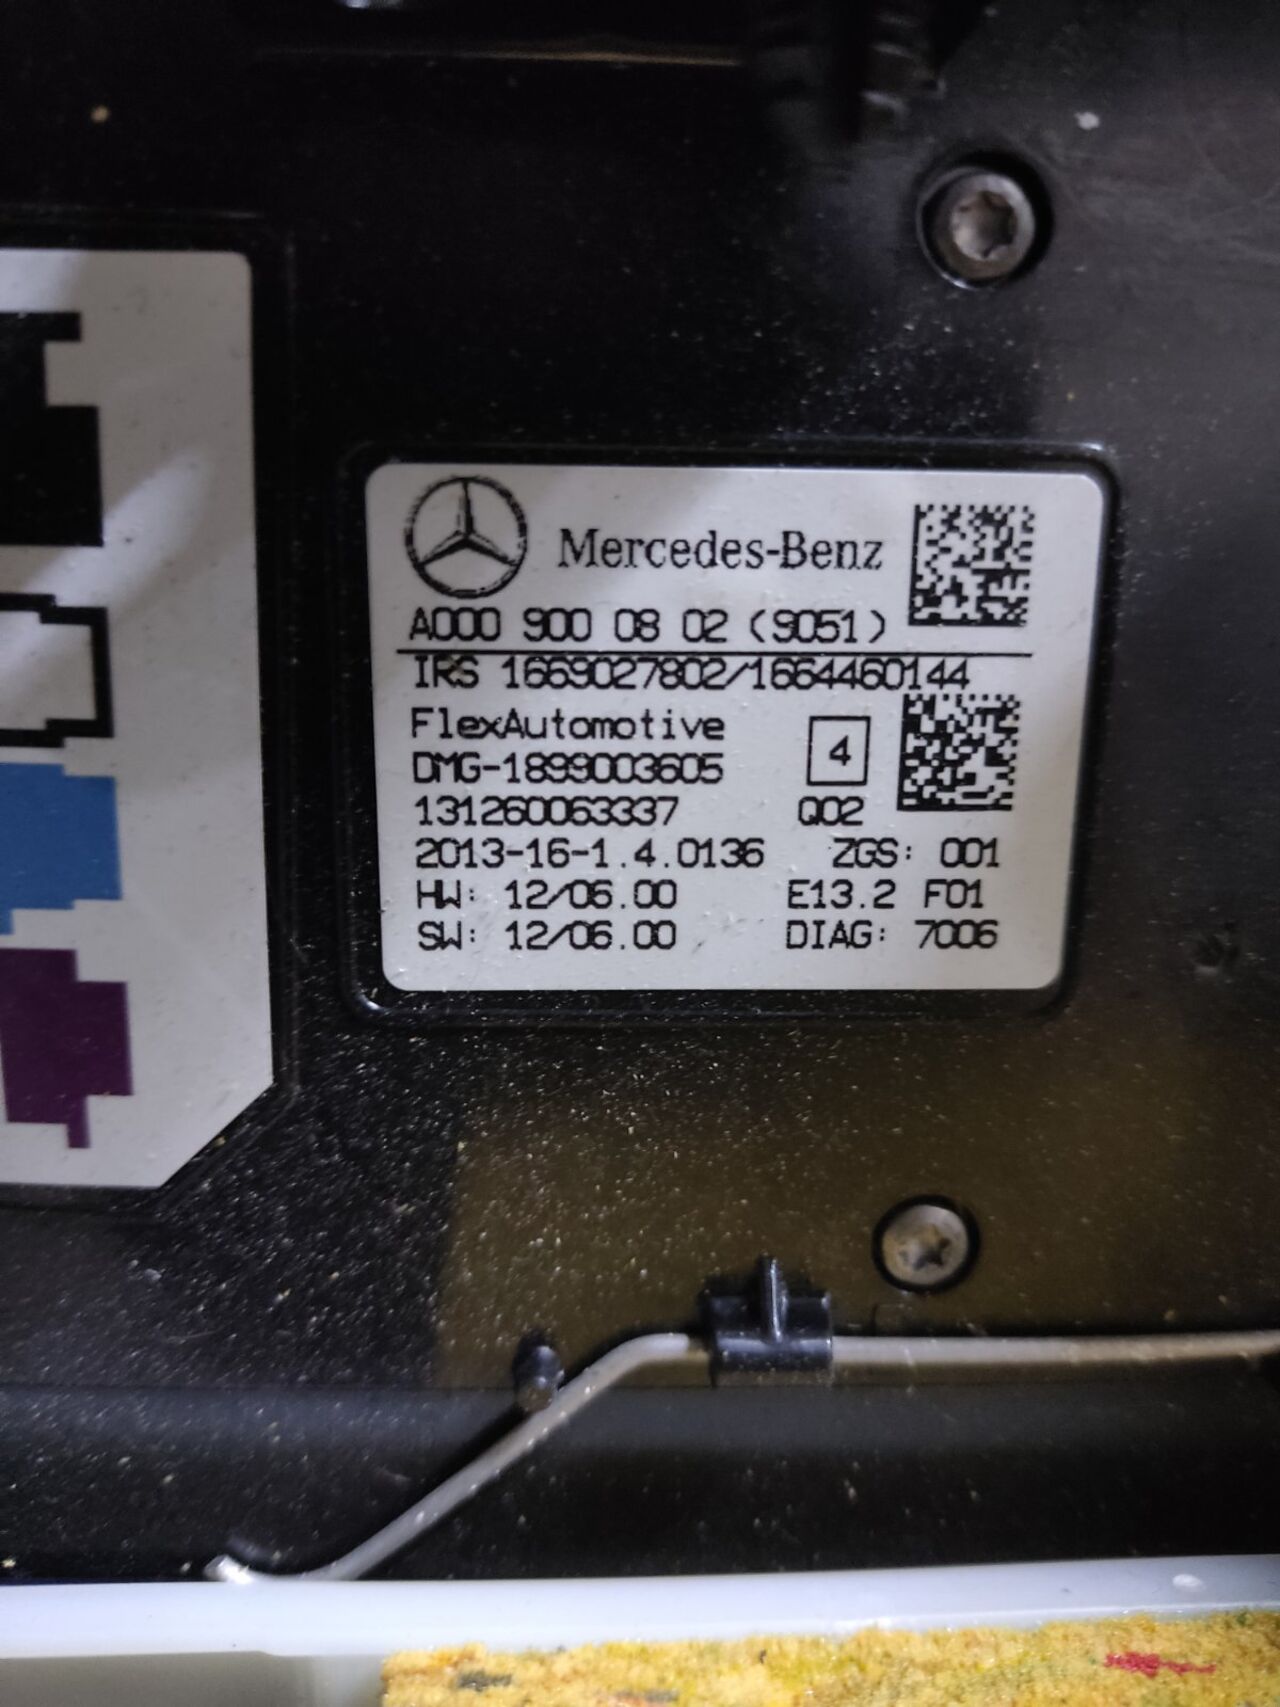 Mercedes-Benz
A000 900 08 02 (9051)
IRS 1669027802/1664460144
FlexAutomotive
DMG-1899003605 4
131260063337 Q02
2013-16-1.4.0136 ZGS: 001
HW: 12/06.00 E13.2 F01
SW: 12/06.00 DIAG: 7006